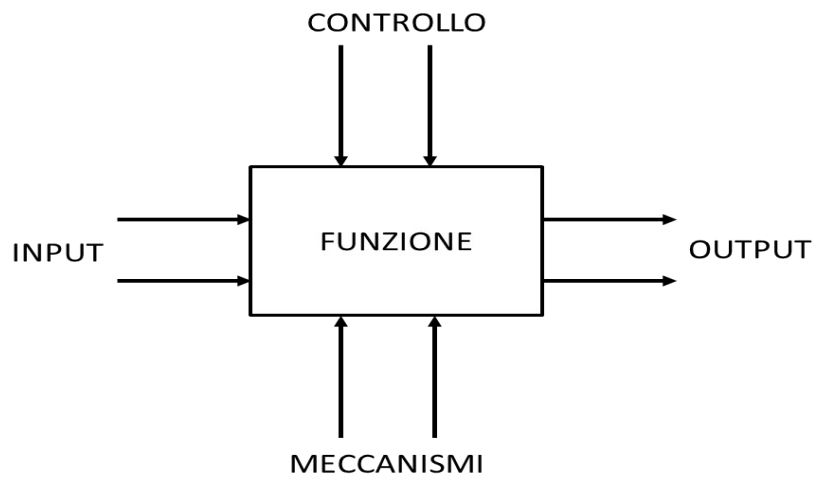 CONTROLLO
INPUT
FUNZIONE
OUTPUT
MECCANISMI